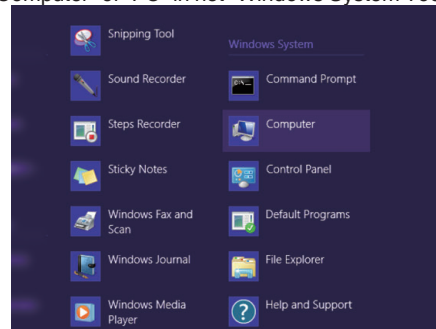 Snipping Tool
Sound Recorder
Steps Recorder
Sticky Notes
Windows Fax and
Scan
Windows Journal
Windows Media
Player
Windows System
Command Prompt
Computer
Control Panel
Default Programs
File Explorer
Help and Support